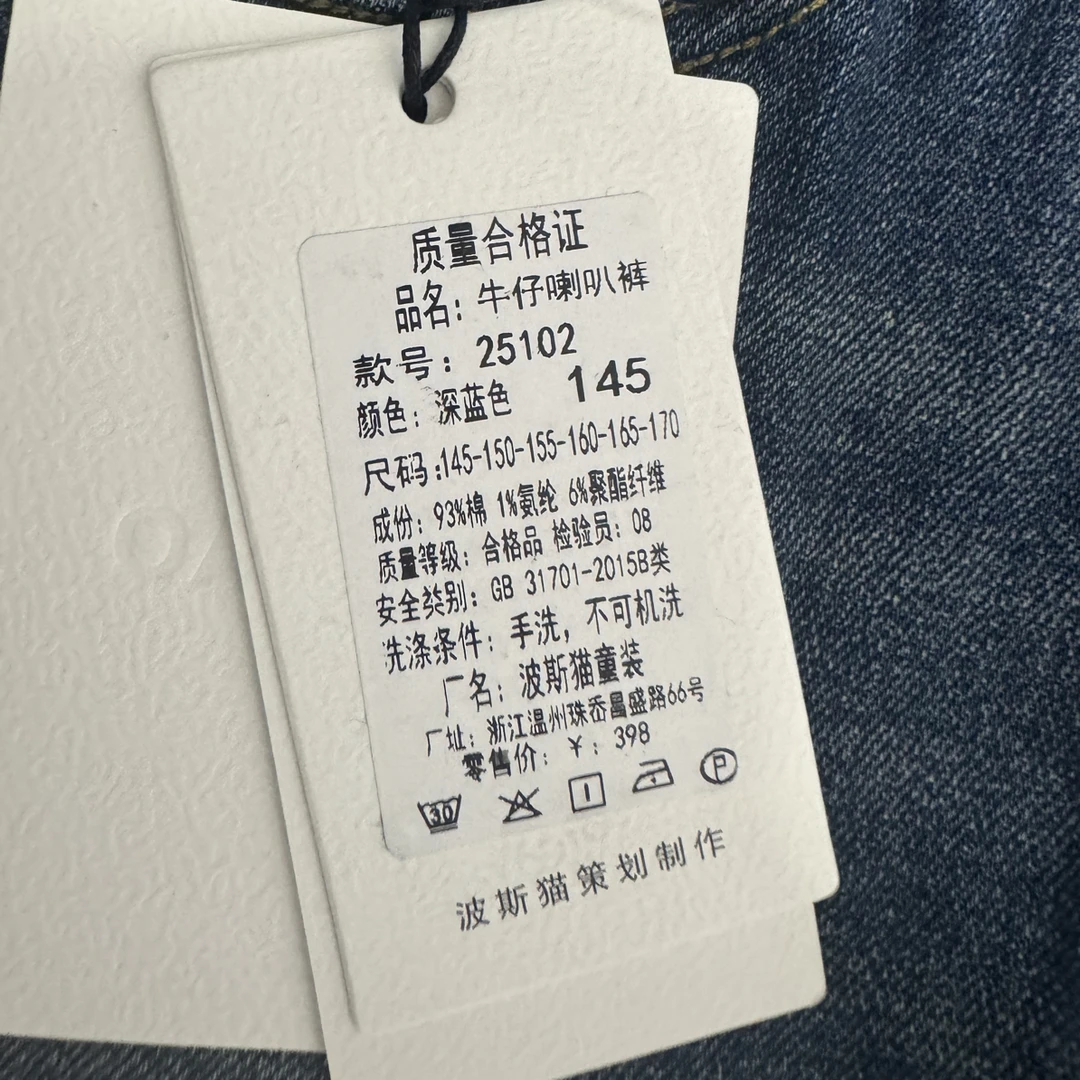 质量合格证
品名：牛仔喇叭裤
款号：25102
颜色：深蓝色 145
尺码：145-150-155-160-165-170
成份：93%棉 1%氨纶 6%聚酯纤维
质量等级：合格品 检验员：08
安全类别：GB 31701-2015B类
洗涤条件：手洗，不可机洗
厂名：波斯猫童装
厂址：浙江温州珠岙昌盛路66号
零售价：￥：398
30 P
波斯猫策划制作